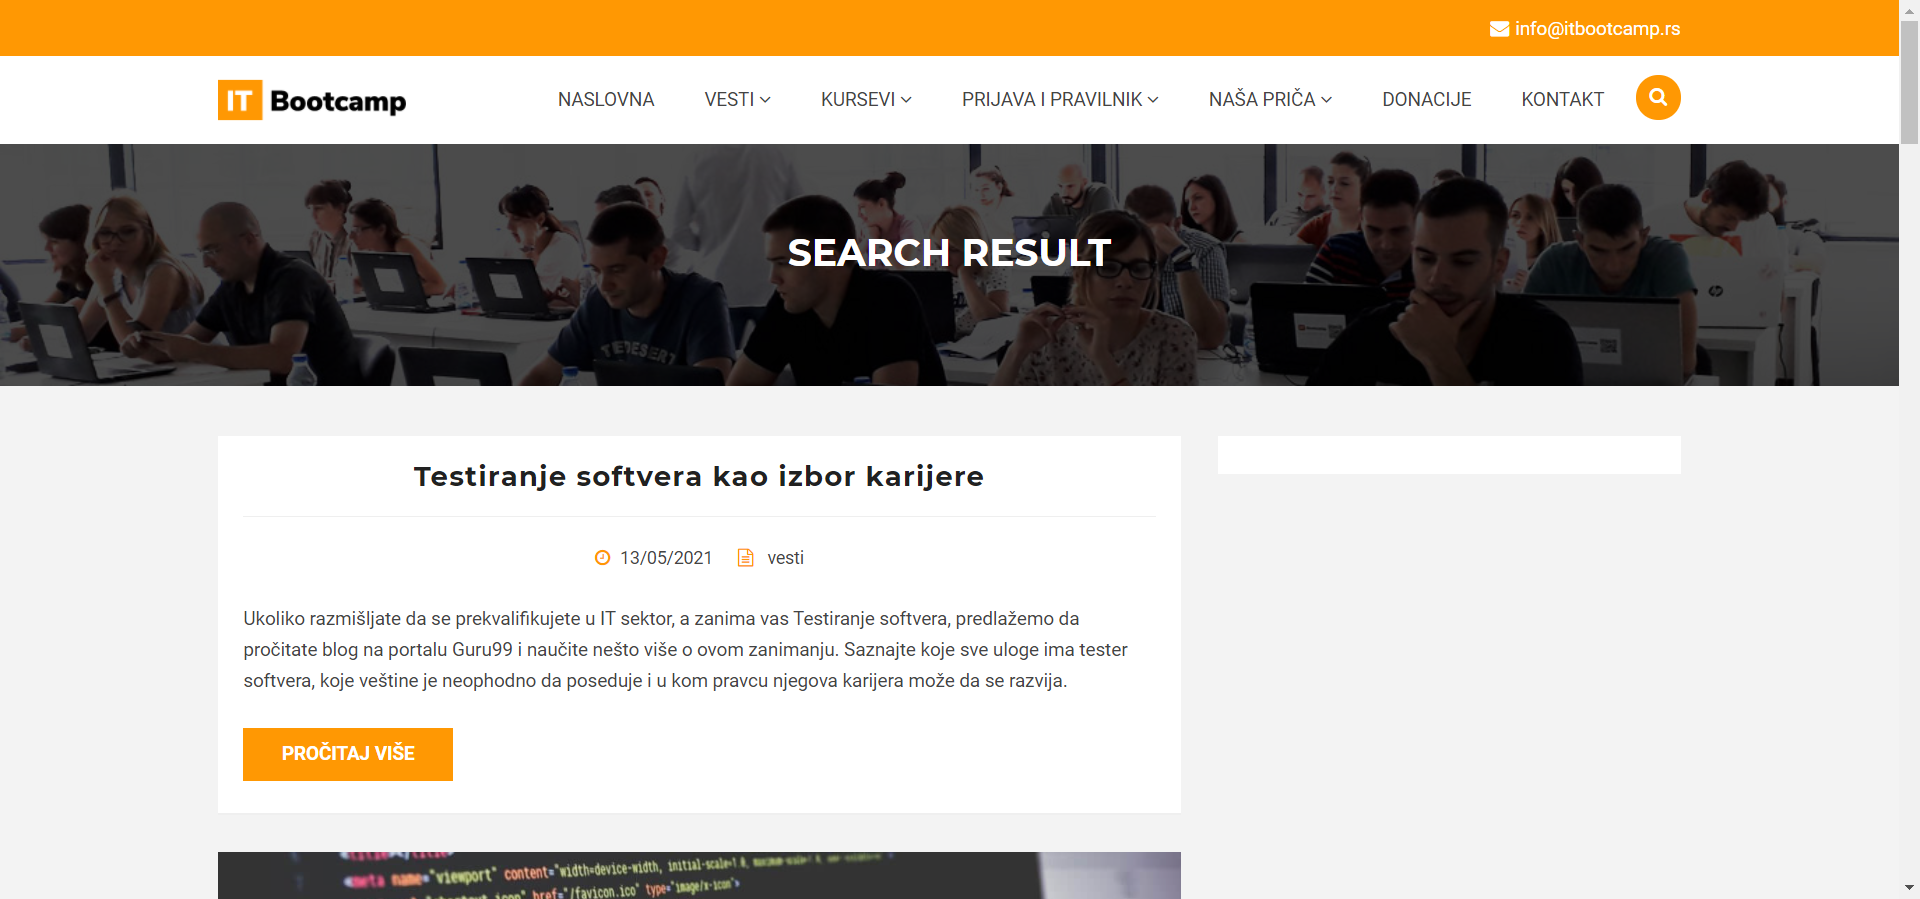 info@itbootcamp.rs
IT Bootcamp
NASLOVNA VESTI KURSEVI PRIJAVA I PRAVILNIK NAŠA PRIČA DONACIJE KONTAKT
SEARCH RESULT
Testiranje softvera kao izbor karijere
13/05/2021 vesti
Ukoliko razmišljate da se prekvalifikujete u IT sektor, a zanima vas Testiranje softvera, predlažemo da
pročitate blog na portalu Guru99 i naučite nešto više o ovom zanimanju. Saznajte koje sve uloge ima tester
softvera, koje veštine je neophodno da poseduje i u kom pravcu njegova karijera može da se razvija.
PROČITAJ VIŠE
<meta name="viewport" content="width=device-width, initial-scale=1.0,
href="/favicon.ico" type="image/x-icon">